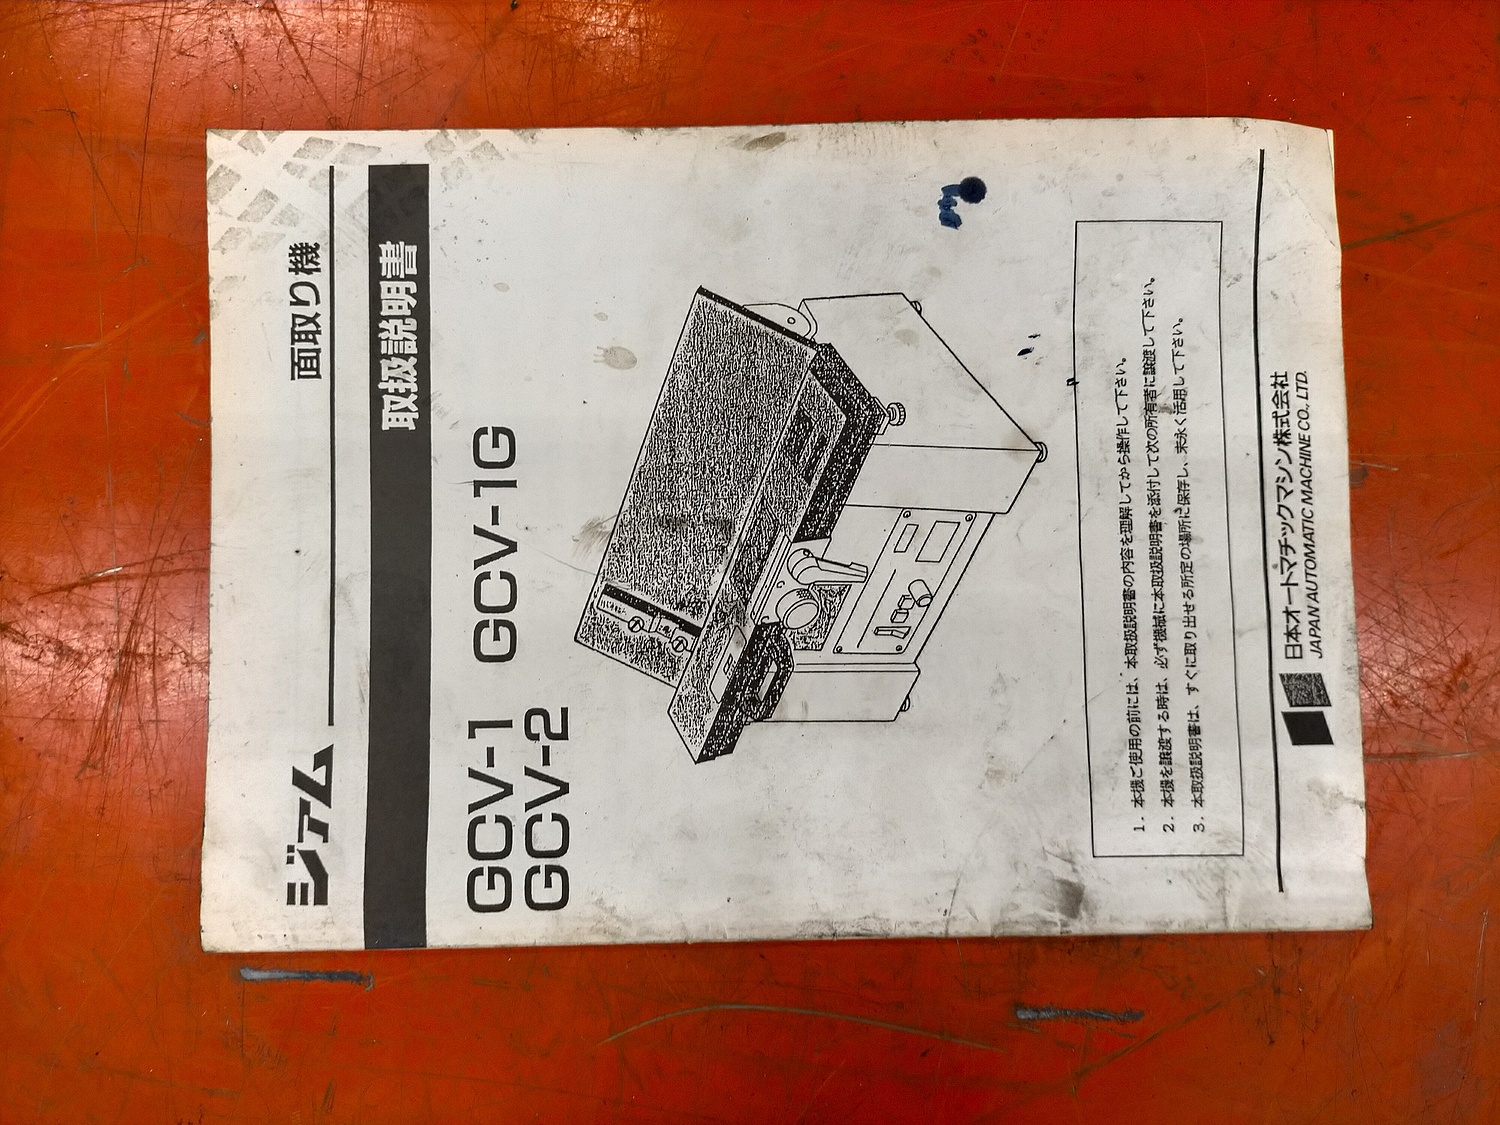 ジァム
面取り機
取扱説明書
GCV-1 GCV-1G
GCV-2
1. 本機ご使用の前には、本取扱説明書の内容を理解してから操作して下さい。
2. 本機を譲渡する時は、必ず機械に本取扱説明書を添付して次の所有者に譲渡して下さい。
3. 本取扱説明書は、すぐに取り出せる所定の場所に保存し、末永く活用して下さい。
日本オートマチックマシン株式会社
JAPAN AUTOMATIC MACHINE CO., LTD.